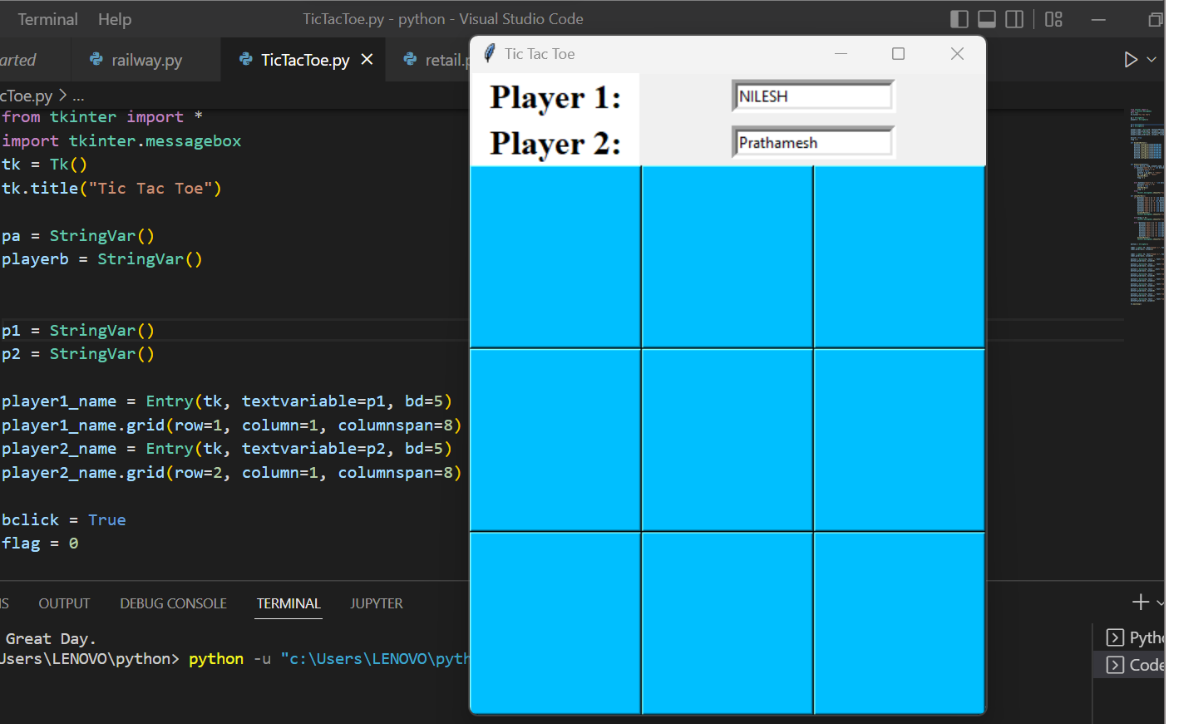 Terminal Help TicTacToe.py - python - Visual Studio Code
arted railway.py TicTacToe.py retail.p
cToe.py > ...
from tkinter import *
import tkinter.messagebox
tk = Tk()
tk.title("Tic Tac Toe")
pa = StringVar()
playerb = StringVar()
p1 = StringVar()
p2 = StringVar()
player1_name = Entry(tk, textvariable=p1, bd=5)
player1_name.grid(row=1, column=1, columnspan=8)
player2_name = Entry(tk, textvariable=p2, bd=5)
player2_name.grid(row=2, column=1, columnspan=8)
bclick = True
flag = 0
Tic Tac Toe
Player 1: NILESH
Player 2: Prathamesh
S OUTPUT DEBUG CONSOLE TERMINAL JUPYTER
Great Day.
Users\LENOVO\python> python -u "c:\Users\LENOVO\pyth
Pytho
Code